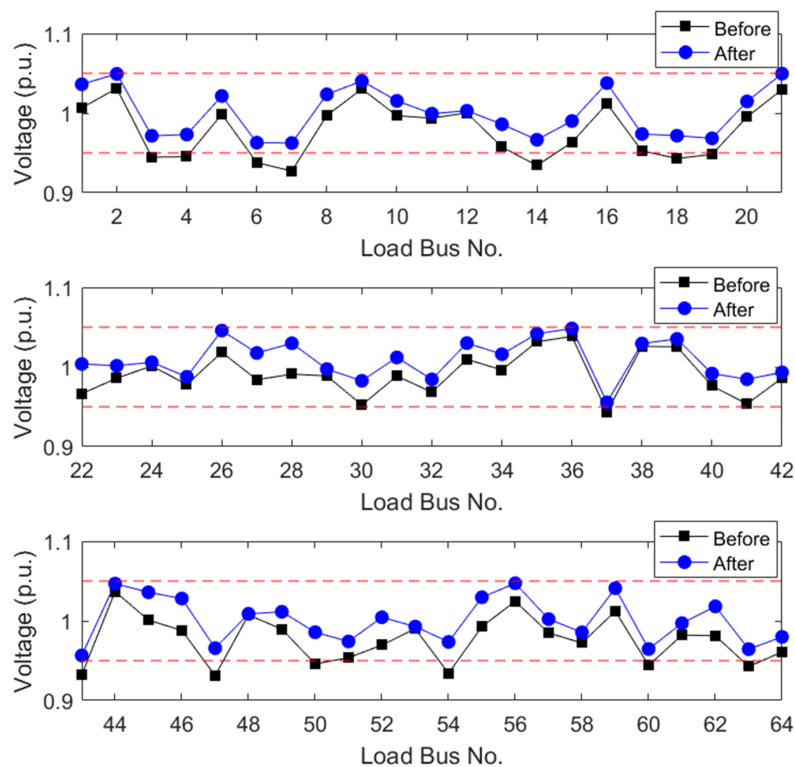 1.1
Before
After
Voltage (p.u.)
1
0.9
2 4 6 8 10 12 14 16 18 20
Load Bus No.
1.1
Before
After
Voltage (p.u.)
1
0.9
22 24 26 28 30 32 34 36 38 40 42
Load Bus No.
1.1
Before
After
Voltage (p.u.)
1
0.9
44 46 48 50 52 54 56 58 60 62 64
Load Bus No.